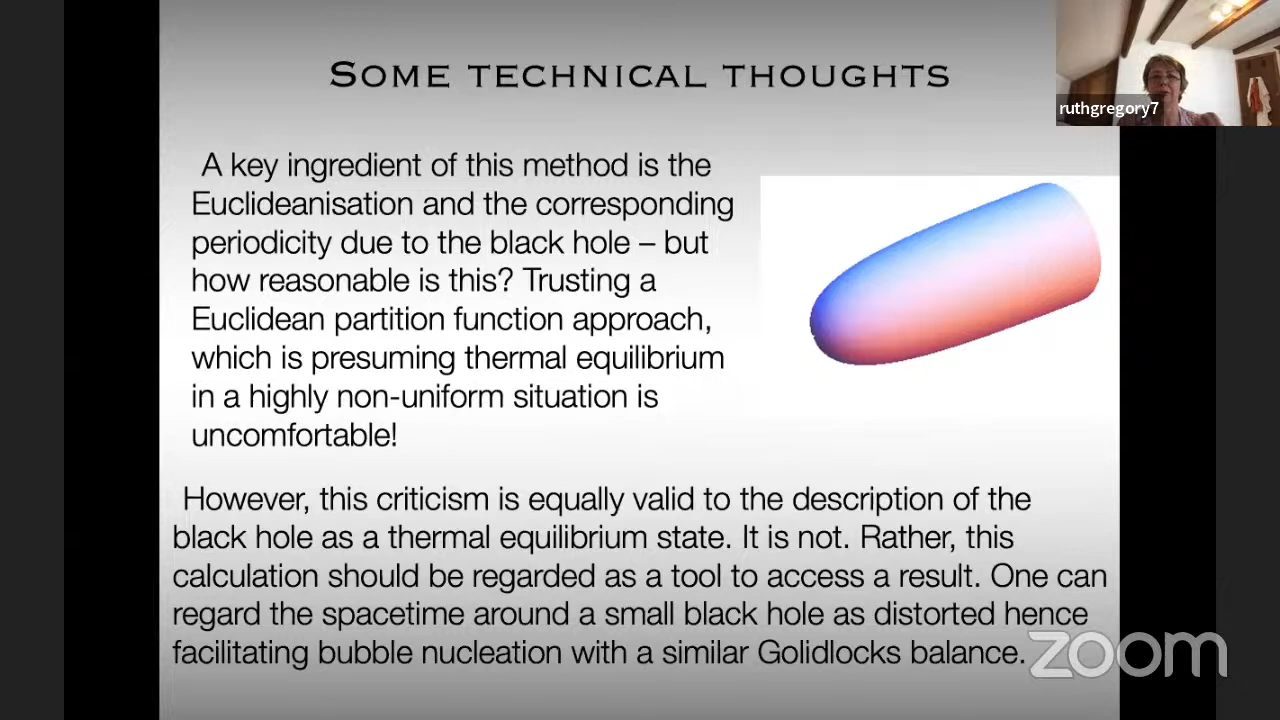 SOME TECHNICAL THOUGHTS
ruthgregory7
A key ingredient of this method is the
Euclideanisation and the corresponding
periodicity due to the black hole – but
how reasonable is this? Trusting a
Euclidean partition function approach,
which is presuming thermal equilibrium
in a highly non-uniform situation is
uncomfortable!
However, this criticism is equally valid to the description of the
black hole as a thermal equilibrium state. It is not. Rather, this
calculation should be regarded as a tool to access a result. One can
regard the spacetime around a small black hole as distorted hence
facilitating bubble nucleation with a similar Golidlocks balance.
zoom